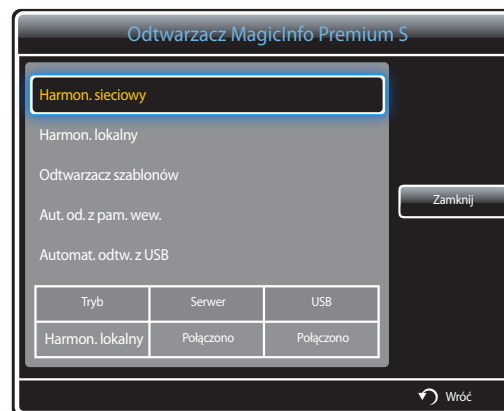 Odtwarzacz MagicInfo Premium S
Harmon. sieciowy
Harmon. lokalny
Odtwarzacz szablonów
Aut. od. z pam. wew.
Automat. odtw. z USB
Zamknij
Tryb Serwer USB
Harmon. lokalny Połączono Połączono
Wróć